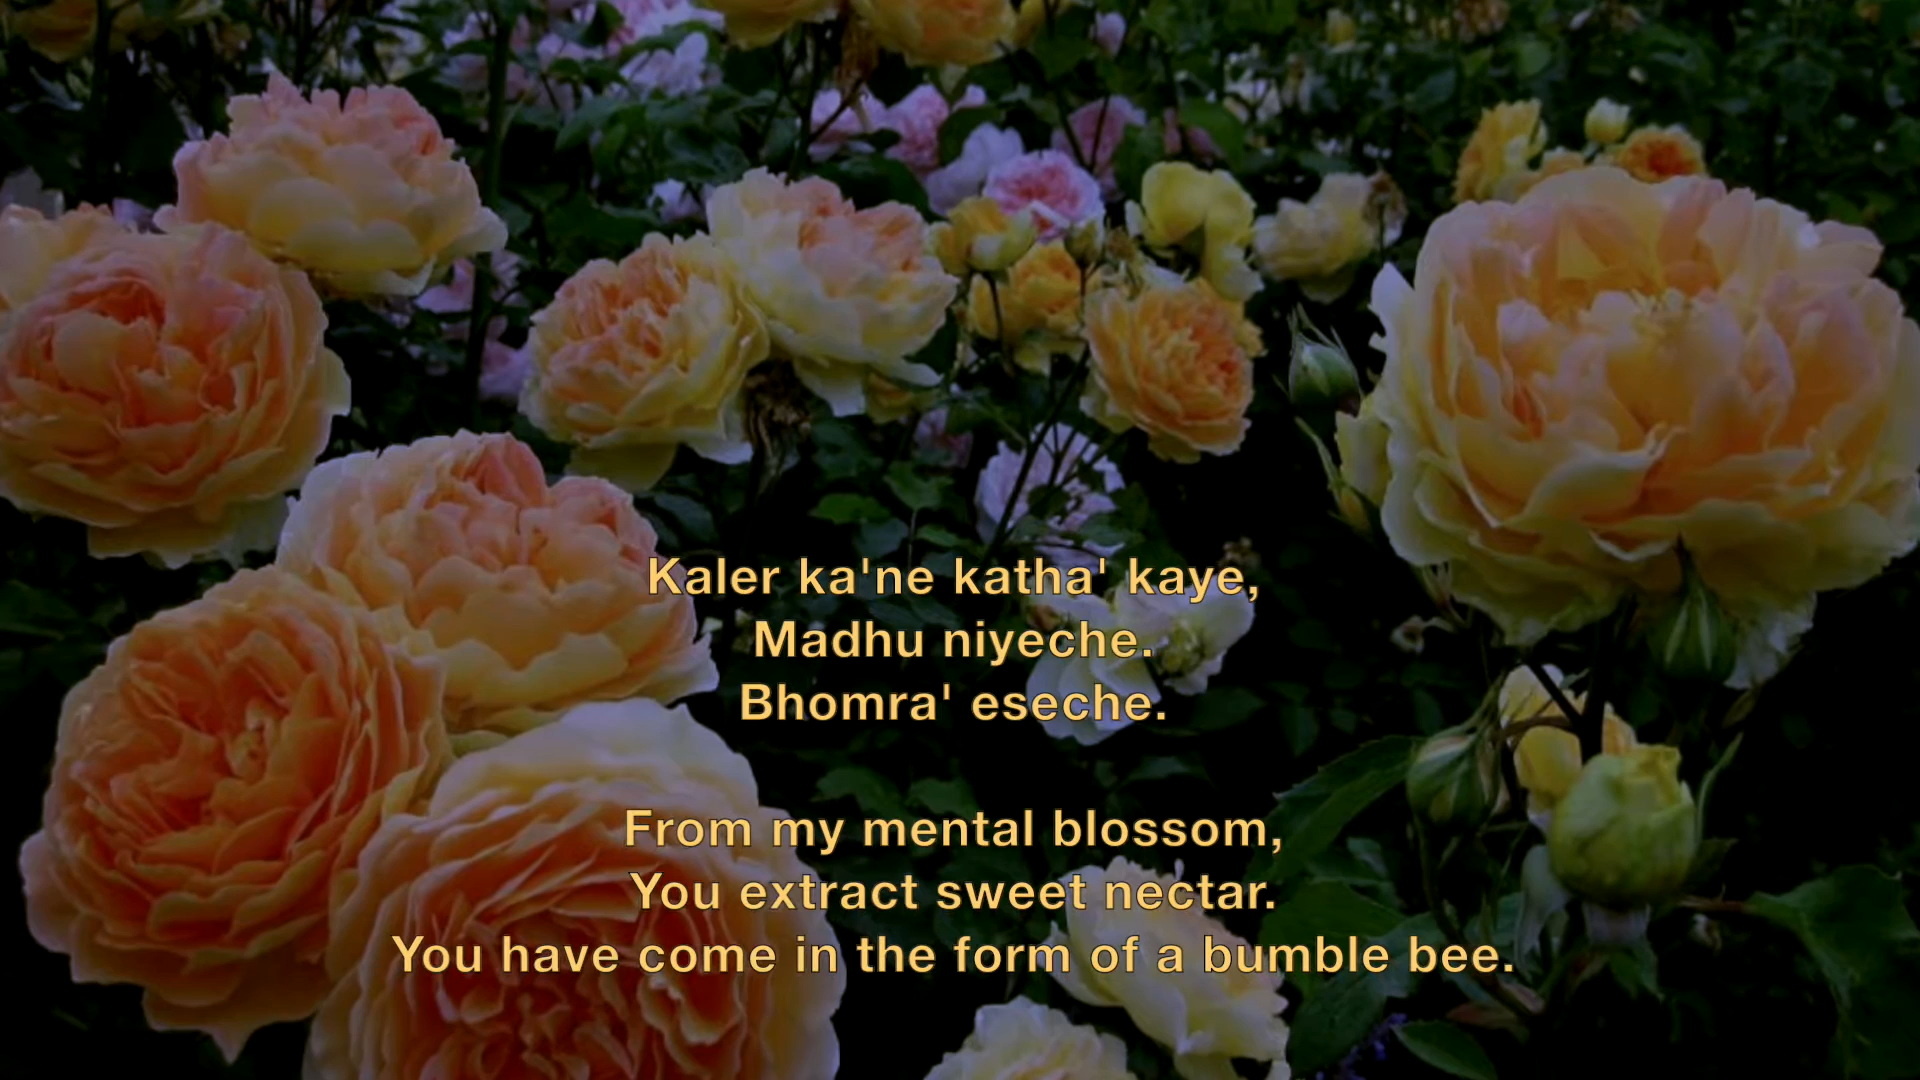 Kaler ka'ne katha' kaye,
Madhu niyeche.
Bhomra' eseche.
From my mental blossom,
You extract sweet nectar.
You have come in the form of a bumble bee.